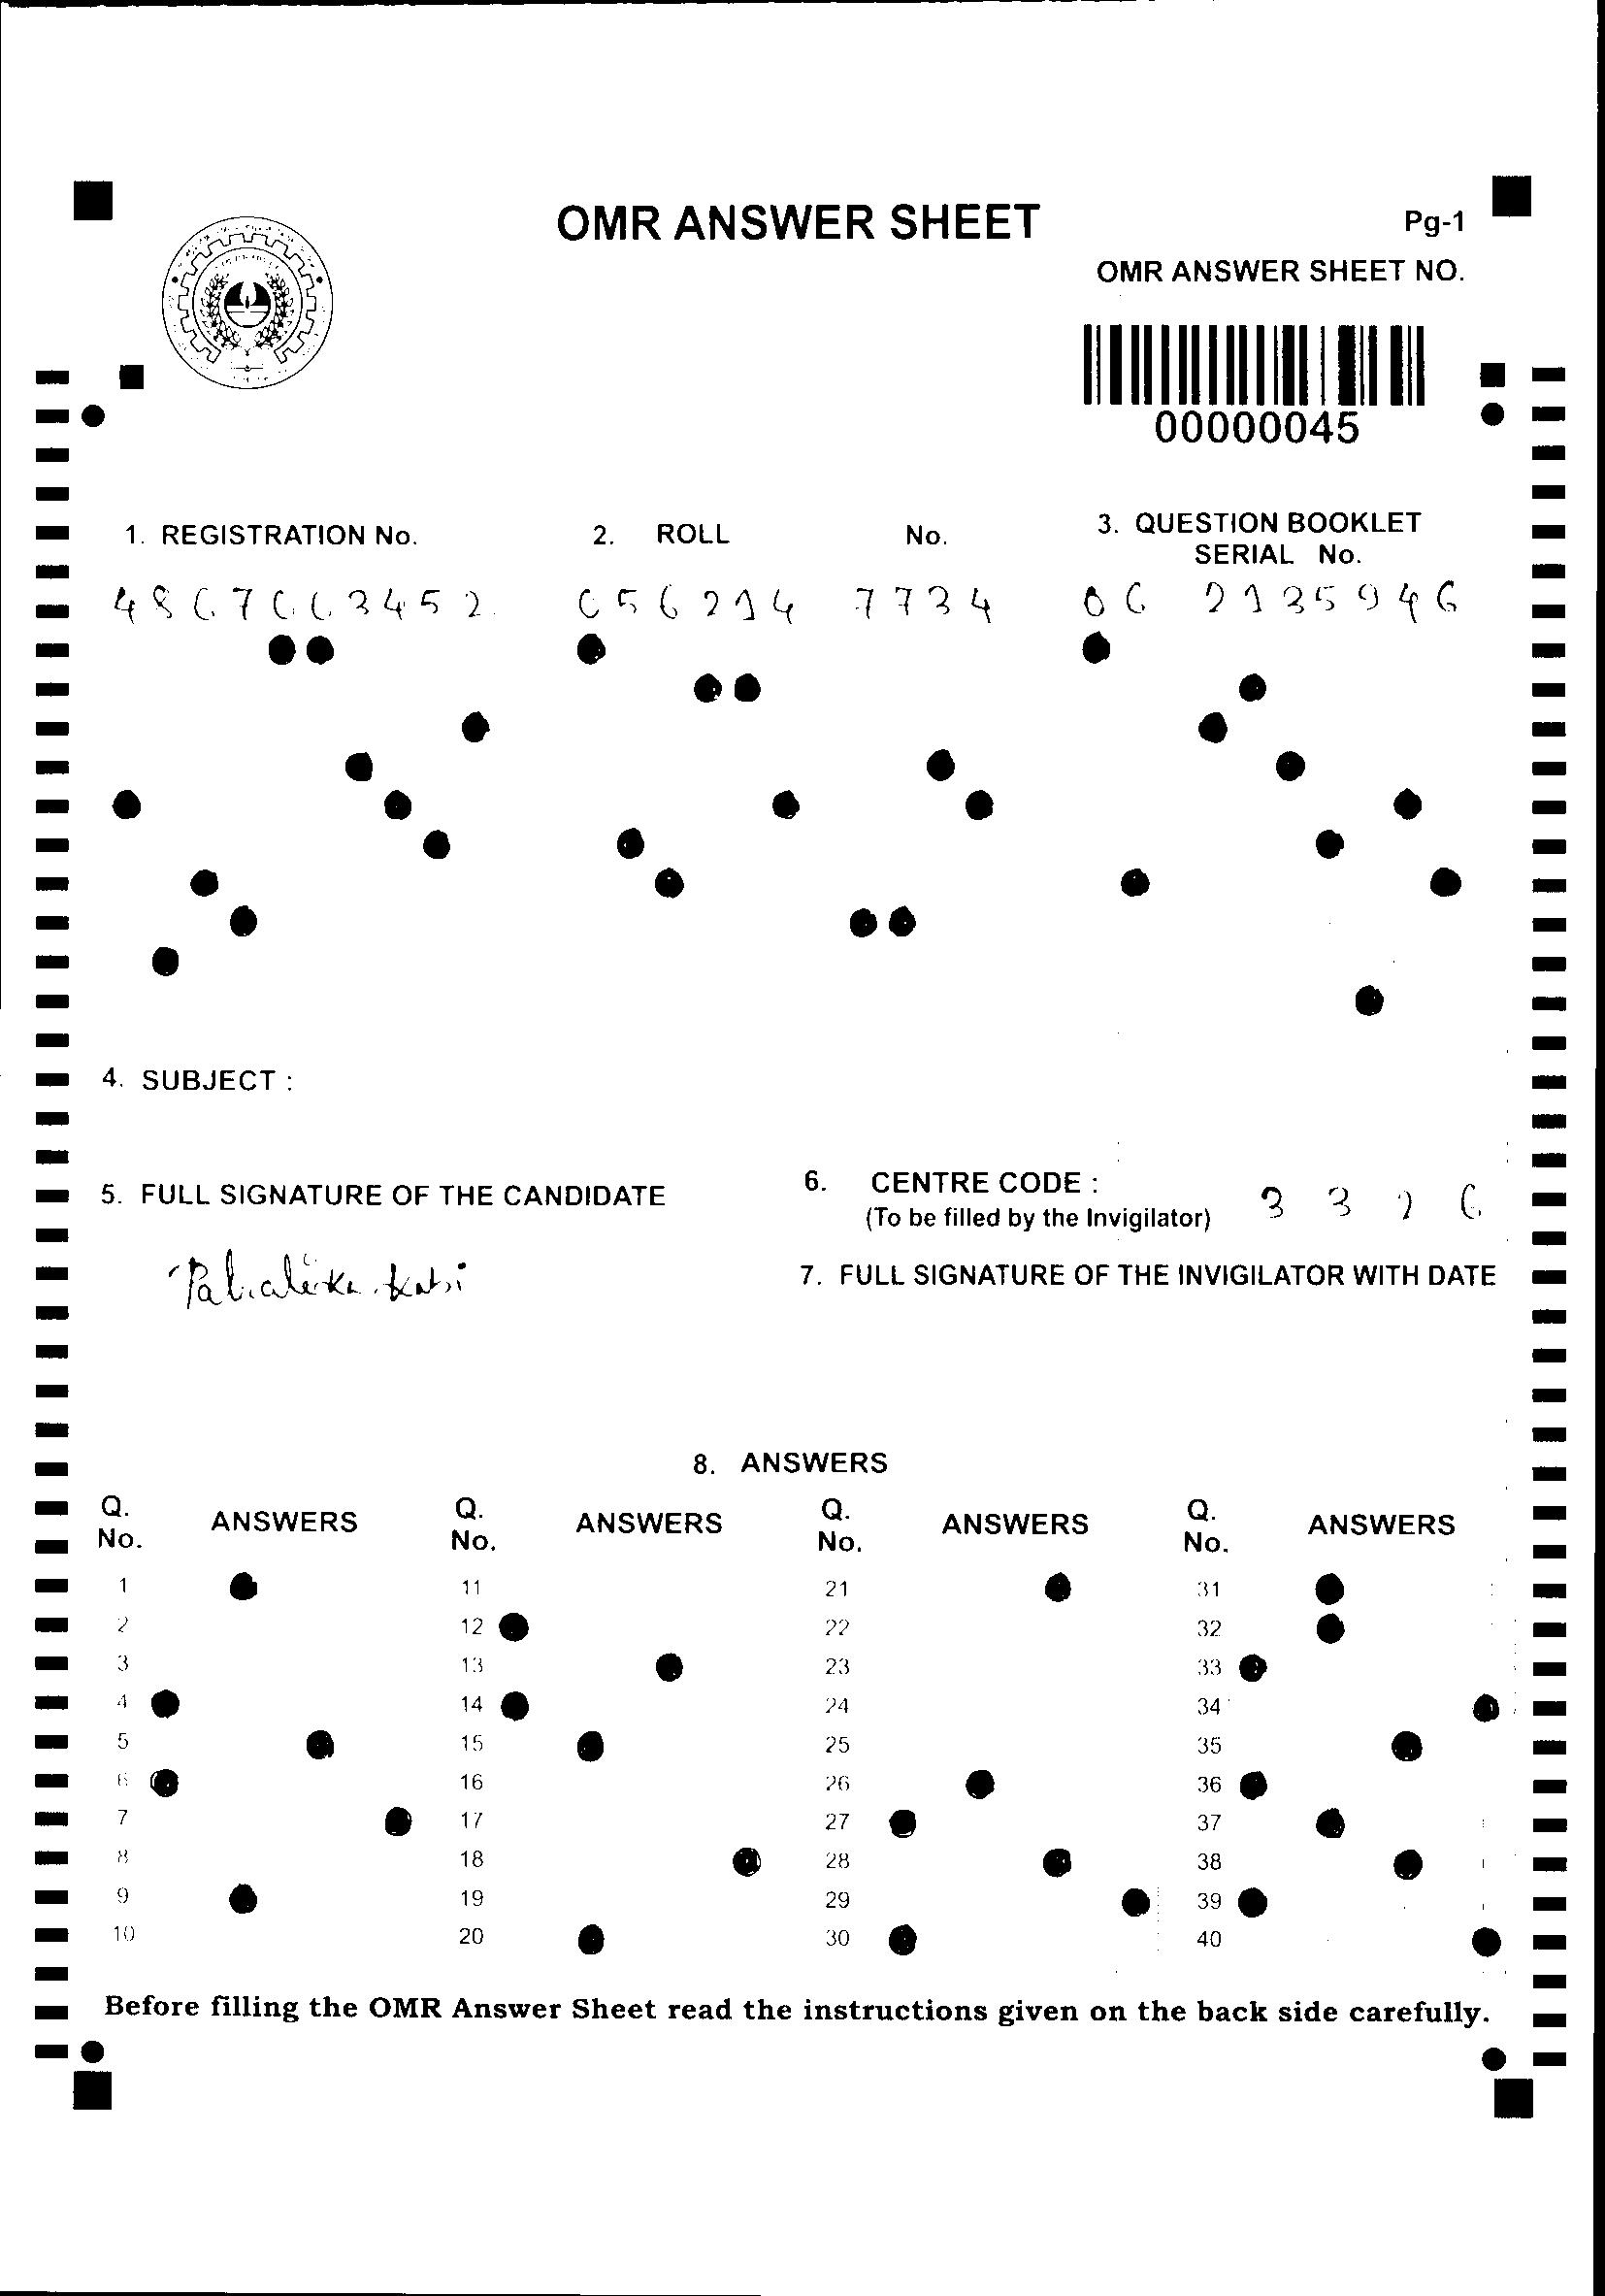 OMR ANSWER SHEET
Pg-1
OMR ANSWER SHEET NO.
00000045
1. REGISTRATION No. 2. ROLL No. 3. QUESTION BOOKLET
SERIAL No.
4867003452 056214 7734 06 2135946
4. SUBJECT :
5. FULL SIGNATURE OF THE CANDIDATE
6. CENTRE CODE : 3 3 2 6
(To be filled by the Invigilator)
7. FULL SIGNATURE OF THE INVIGILATOR WITH DATE
8. ANSWERS
Q. No. ANSWERS Q. No. ANSWERS Q. No. ANSWERS Q. No. ANSWERS
1 11 21 31
2 12 22 32
3 13 23 33
4 14 24 34
5 15 25 35
6 16 26 36
7 17 27 37
8 18 28 38
9 19 29 39
10 20 30 40
Before filling the OMR Answer Sheet read the instructions given on the back side carefully.